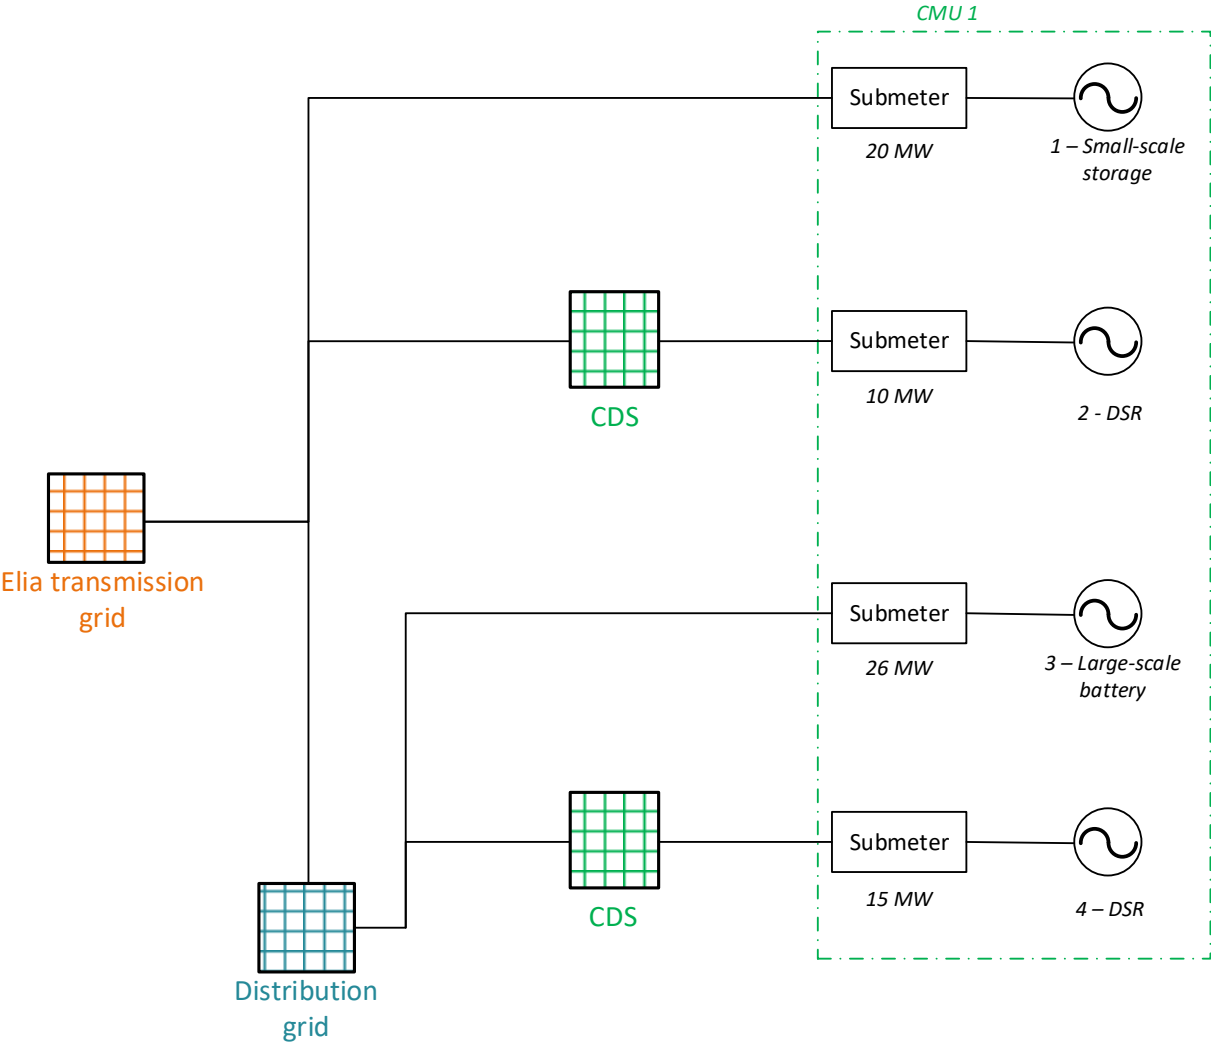 CMU 1
Submeter
20 MW
1 – Small-scale
storage
Submeter
10 MW
2 - DSR
CDS
Elia transmission
grid
Submeter
26 MW
3 – Large-scale
battery
Submeter
15 MW
4 – DSR
CDS
Distribution
grid